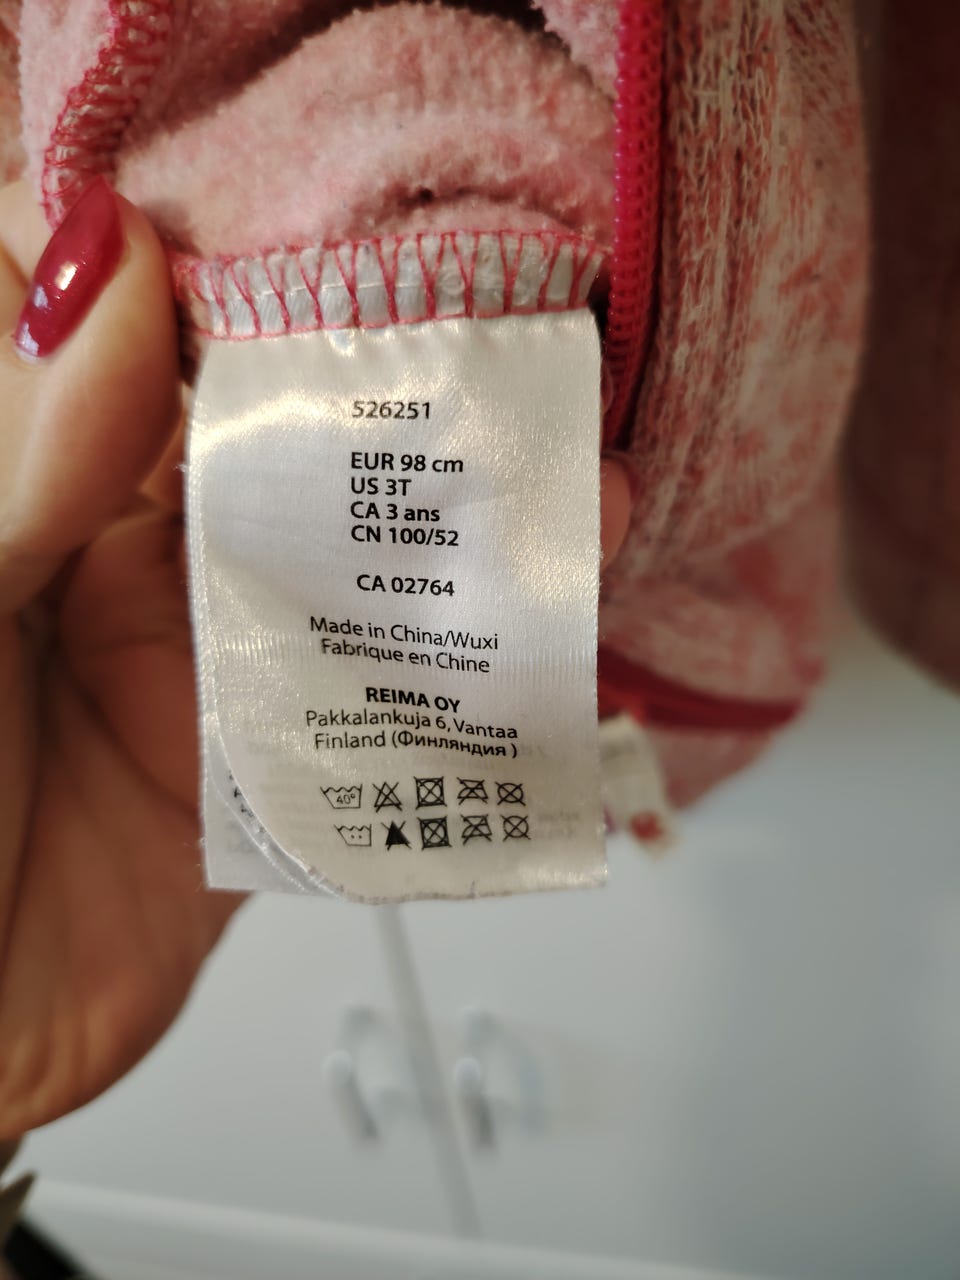 526251
EUR 98 cm
US 3T
CA 3 ans
CN 100/52
CA 02764
Made in China/Wuxi
Fabrique en Chine
REIMA OY
Pakkalankuja 6, Vantaa
Finland (Финляндия )
40°